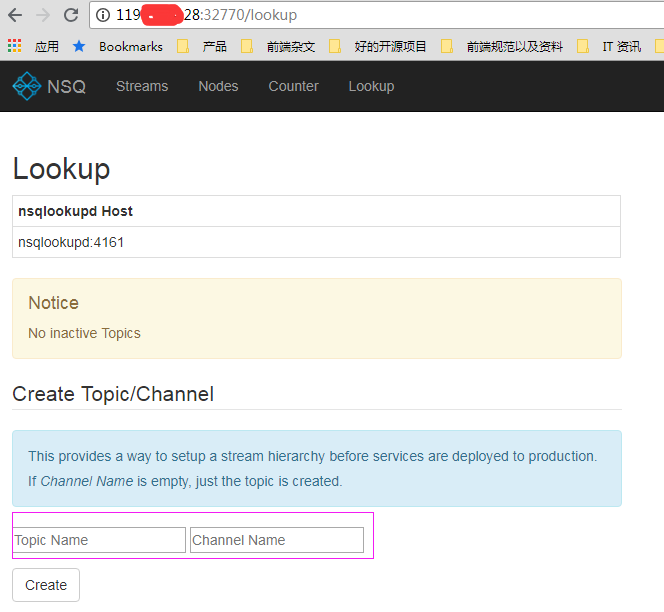 119 28:32770/lookup
应用 Bookmarks 产品 前端杂文 好的开源项目 前端规范以及资料 IT 资讯
NSQ Streams Nodes Counter Lookup
Lookup
nsqlookupd Host
nsqlookupd:4161
Notice
No inactive Topics
Create Topic/Channel
This provides a way to setup a stream hierarchy before services are deployed to production.
If Channel Name is empty, just the topic is created.
Topic Name Channel Name
Create